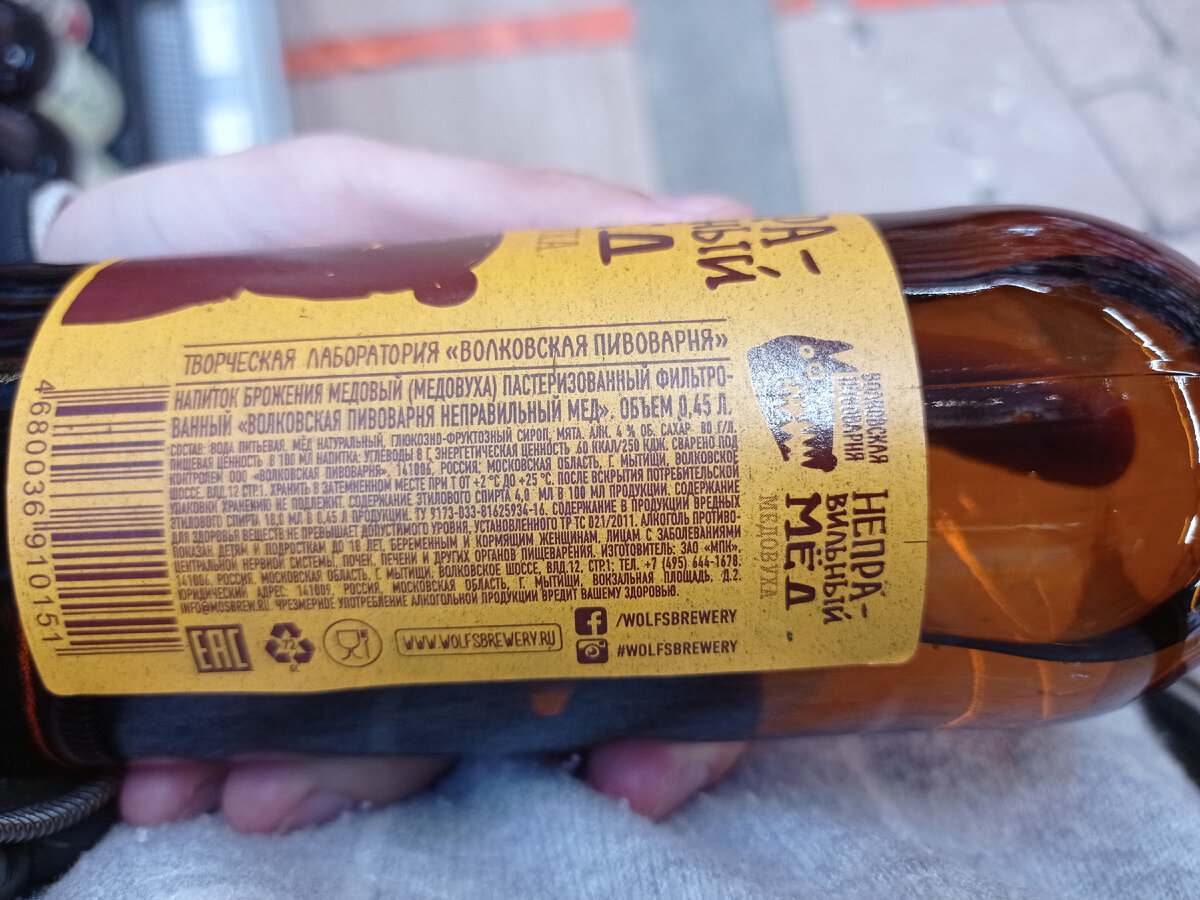 РА-
НЫЙ
Д
ТВОРЧЕСКАЯ ЛАБОРАТОРИЯ «ВОЛКОВСКАЯ ПИВОВАРНЯ»
НАПИТОК БРОЖЕНИЯ МЕДОВЫЙ (МЕДОВУХА) ПАСТЕРИЗОВАННЫЙ ФИЛЬТРО-
ВАННЫЙ «ВОЛКОВСКАЯ ПИВОВАРНЯ НЕПРАВИЛЬНЫЙ МЕД». ОБЪЕМ 0,45 Л.
СОСТАВ: ВОДА ПИТЬЕВАЯ, МЁД НАТУРАЛЬНЫЙ, ГЛЮКОЗНО-ФРУКТОЗНЫЙ СИРОП, МЯТА. АЛК. 4 % ОБ. САХАР 80 Г/Л.
ПИЩЕВАЯ ЦЕННОСТЬ В 100 МЛ НАПИТКА: УГЛЕВОДЫ 8 Г, ЭНЕРГЕТИЧЕСКАЯ ЦЕННОСТЬ 60 ККАЛ/250 КДЖ. СВАРЕНО ПОД
КОНТРОЛЕМ ООО «ВОЛКОВСКАЯ ПИВОВАРНЯ», 141006, РОССИЯ, МОСКОВСКАЯ ОБЛАСТЬ, Г. МЫТИЩИ, ВОЛКОВСКОЕ
ШОССЕ, ВЛД.12 СТР.1. ХРАНИТЬ В ЗАТЕМНЕННОМ МЕСТЕ ПРИ Т ОТ +2 °С ДО +25 °С. ПОСЛЕ ВСКРЫТИЯ ПОТРЕБИТЕЛЬСКОЙ
УПАКОВКИ ХРАНЕНИЮ НЕ ПОДЛЕЖИТ. СОДЕРЖАНИЕ ЭТИЛОВОГО СПИРТА 4,0 МЛ В 100 МЛ ПРОДУКЦИИ. СОДЕРЖАНИЕ
ЭТИЛОВОГО СПИРТА 18,0 МЛ В 0,45 Л ПРОДУКЦИИ. ТУ 9173-033-81625934-16. СОДЕРЖАНИЕ В ПРОДУКЦИИ ВРЕДНЫХ
ДЛЯ ЗДОРОВЬЯ ВЕЩЕСТВ НЕ ПРЕВЫШАЕТ ДОПУСТИМОГО УРОВНЯ, УСТАНОВЛЕННОГО ТР ТС 021/2011. АЛКОГОЛЬ ПРОТИВО-
ПОКАЗАН ДЕТЯМ И ПОДРОСТКАМ ДО 18 ЛЕТ, БЕРЕМЕННЫМ И КОРМЯЩИМ ЖЕНЩИНАМ, ЛИЦАМ С ЗАБОЛЕВАНИЯМИ
ЦЕНТРАЛЬНОЙ НЕРВНОЙ СИСТЕМЫ, ПОЧЕК, ПЕЧЕНИ И ДРУГИХ ОРГАНОВ ПИЩЕВАРЕНИЯ. ИЗГОТОВИТЕЛЬ: ЗАО «МПК»,
141006, РОССИЯ, МОСКОВСКАЯ ОБЛАСТЬ, Г. МЫТИЩИ, ВОЛКОВСКОЕ ШОССЕ, ВЛД.12, СТР.1; ТЕЛ. +7 (495) 644-1678.
ЮРИДИЧЕСКИЙ АДРЕС: 141009, РОССИЯ, МОСКОВСКАЯ ОБЛАСТЬ, Г. МЫТИЩИ, ВОКЗАЛЬНАЯ ПЛОЩАДЬ, Д.2.
INFO@MOSBREW.RU. ЧРЕЗМЕРНОЕ УПОТРЕБЛЕНИЕ АЛКОГОЛЬНОЙ ПРОДУКЦИИ ВРЕДИТ ВАШЕМУ ЗДОРОВЬЮ.
4680036910151
EAC
72
WWW.WOLFSBREWERY.RU
/WOLFSBREWERY
#WOLFSBREWERY
ВОЛКОВСКАЯ
ПИВОВАРНЯ
НЕПРА-
ВИЛЬНЫЙ
МЁД
МЕДОВУХА